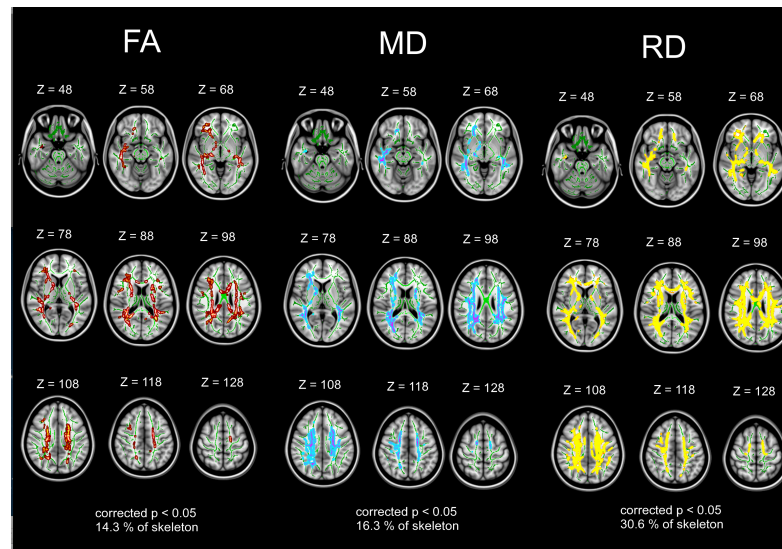 FA
MD
RD
Z = 48
Z = 58
Z = 68
Z = 48
Z = 58
Z = 68
Z = 48
Z = 58
Z = 68
Z = 78
Z = 88
Z = 98
Z = 78
Z = 88
Z = 98
Z = 78
Z = 88
Z = 98
Z = 108
Z = 118
Z = 128
Z = 108
Z = 118
Z = 128
Z = 108
Z = 118
Z = 128
corrected p < 0.05
14.3 % of skeleton
corrected p < 0.05
16.3 % of skeleton
corrected p < 0.05
30.6 % of skeleton